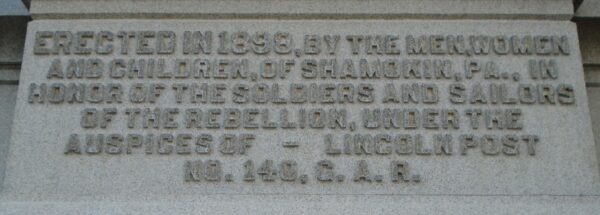 ERECTED IN 1898, BY THE MEN, WOMEN
AND CHILDREN, OF SHAMOKIN, PA., IN
HONOR OF THE SOLDIERS AND SAILORS
OF THE REBELLION, UNDER THE
AUSPICES OF – LINCOLN POST
NO. 140, G. A. R.